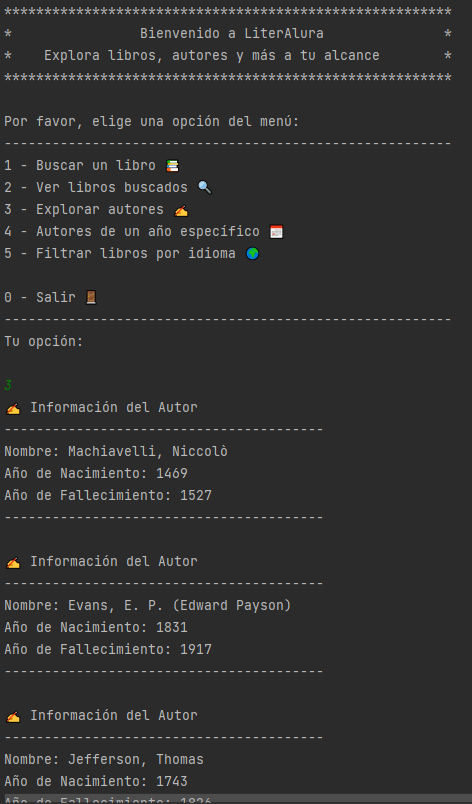 ********************************************************
*                Bienvenido a LiterAlura               *
*    Explora libros, autores y más a tu alcance        *
********************************************************
Por favor, elige una opción del menú:
--------------------------------------------------------
1 - Buscar un libro 📚
2 - Ver libros buscados 🔍
3 - Explorar autores ✍
4 - Autores de un año específico 📅
5 - Filtrar libros por idioma 🌍
0 - Salir 🚪
--------------------------------------------------------
Tu opción:
3
✍ Información del Autor
----------------------------------------
Nombre: Machiavelli, Niccolò
Año de Nacimiento: 1469
Año de Fallecimiento: 1527
----------------------------------------
✍ Información del Autor
----------------------------------------
Nombre: Evans, E. P. (Edward Payson)
Año de Nacimiento: 1831
Año de Fallecimiento: 1917
----------------------------------------
✍ Información del Autor
----------------------------------------
Nombre: Jefferson, Thomas
Año de Nacimiento: 1743
Año de Fallecimiento: 1826